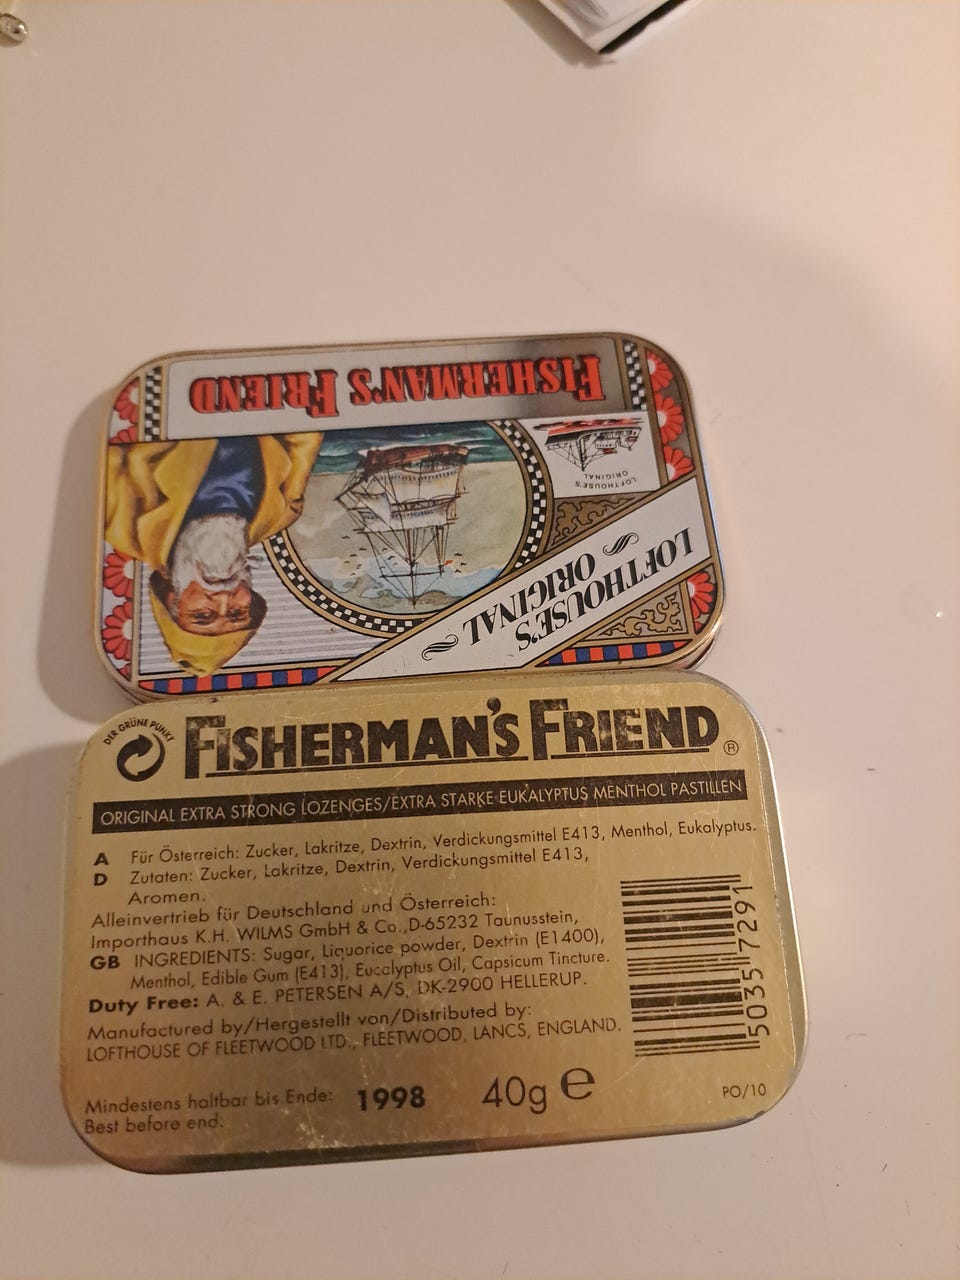 FISHERMAN'S FRIEND
LOFTHOUSE'S
ORIGINAL
LOFTHOUSE'S
ORIGINAL
DER GRÜNE PUNKT
FISHERMAN'S FRIEND ®
ORIGINAL EXTRA STRONG LOZENGES/EXTRA STARKE EUKALYPTUS MENTHOL PASTILLEN
A Für Österreich: Zucker, Lakritze, Dextrin, Verdickungsmittel E413, Menthol, Eukalyptus.
D Zutaten: Zucker, Lakritze, Dextrin, Verdickungsmittel E413,
Aromen.
Alleinvertrieb für Deutschland und Österreich:
Importhaus K.H. WILMS GmbH & Co.,D-65232 Taunusstein,
GB INGREDIENTS: Sugar, Liquorice powder, Dextrin (E1400),
Menthol, Edible Gum (E413), Eucalyptus Oil, Capsicum Tincture.
Duty Free: A. & E. PETERSEN A/S, DK-2900 HELLERUP.
Manufactured by/Hergestellt von/Distributed by:
LOFTHOUSE OF FLEETWOOD LTD., FLEETWOOD, LANCS, ENGLAND.
Mindestens haltbar bis Ende: 1998
Best before end:
40g e
PO/10
5035 7291